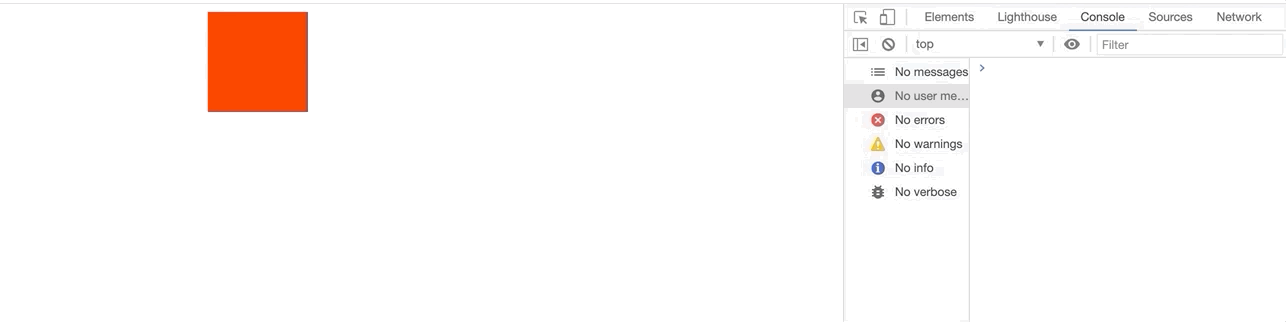 Elements Lighthouse Console Sources Network
top Filter
No messages
No user me...
No errors
No warnings
No info
No verbose